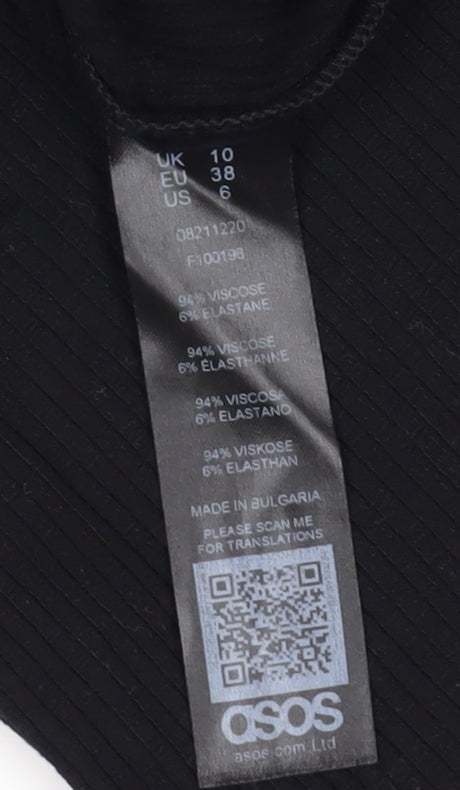 UK 10
EU 38
US 6
08211220
F100196
94% VISCOSE
6% ELASTANE
94% VISCOSE
6% ÉLASTHANNE
94% VISCOSA
6% ELASTANO
94% VISKOSE
6% ELASTHAN
MADE IN BULGARIA
PLEASE SCAN ME
FOR TRANSLATIONS
asos
asos.com Ltd